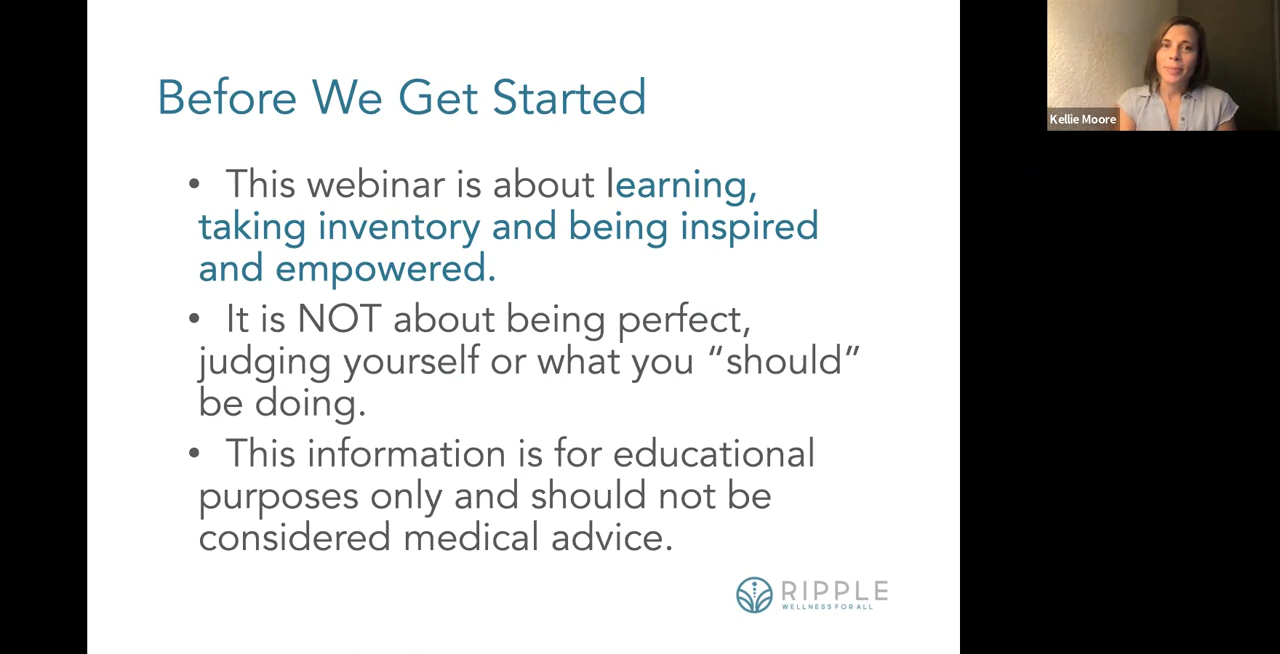 Before We Get Started
• This webinar is about learning,
taking inventory and being inspired
and empowered.
• It is NOT about being perfect,
judging yourself or what you “should”
be doing.
• This information is for educational
purposes only and should not be
considered medical advice.
RIPPLE
WELLNESS FOR ALL
Kellie Moore